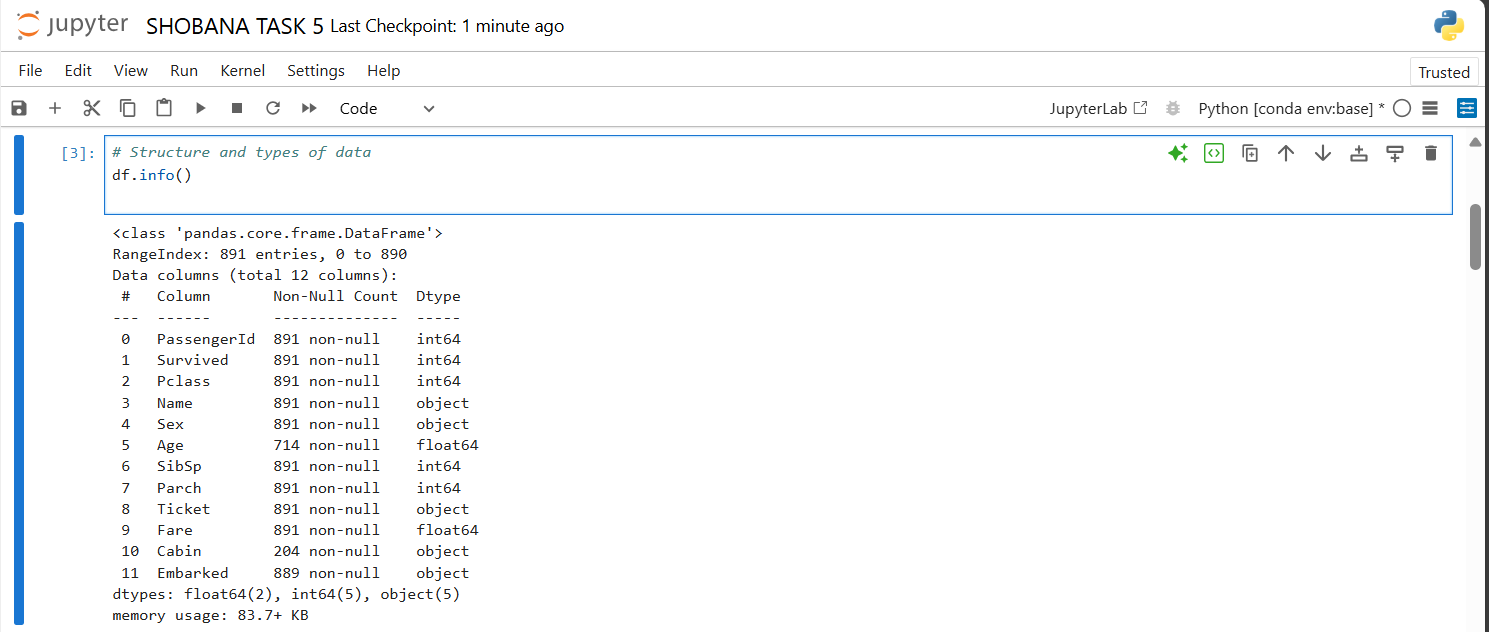 jupyter SHOBANA TASK 5 Last Checkpoint: 1 minute ago
File Edit View Run Kernel Settings Help
Trusted
Code JupyterLab Python [conda env:base] *
[3]: # Structure and types of data
df.info()
<class 'pandas.core.frame.DataFrame'>
RangeIndex: 891 entries, 0 to 890
Data columns (total 12 columns):
 #   Column       Non-Null Count  Dtype
---  ------       --------------  -----
 0   PassengerId  891 non-null    int64
 1   Survived     891 non-null    int64
 2   Pclass       891 non-null    int64
 3   Name         891 non-null    object
 4   Sex          891 non-null    object
 5   Age          714 non-null    float64
 6   SibSp        891 non-null    int64
 7   Parch        891 non-null    int64
 8   Ticket       891 non-null    object
 9   Fare         891 non-null    float64
 10  Cabin        204 non-null    object
 11  Embarked     889 non-null    object
dtypes: float64(2), int64(5), object(5)
memory usage: 83.7+ KB